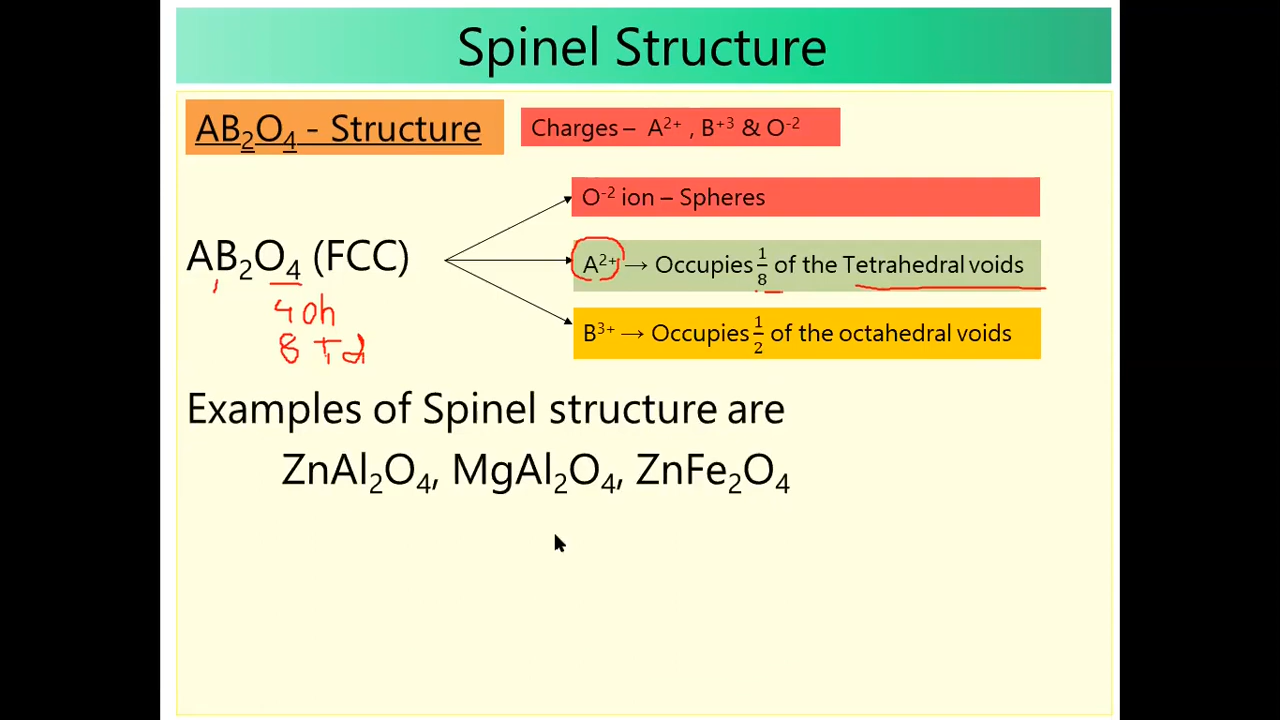 Spinel Structure
AB₂O₄ - Structure
Charges – A²⁺ , B⁺³ & O⁻²
O⁻² ion – Spheres
AB₂O₄ (FCC)
A²⁺ → Occupies 1/8 of the Tetrahedral voids
4 Oh
8 Td
B³⁺ → Occupies 1/2 of the octahedral voids
Examples of Spinel structure are
ZnAl₂O₄, MgAl₂O₄, ZnFe₂O₄